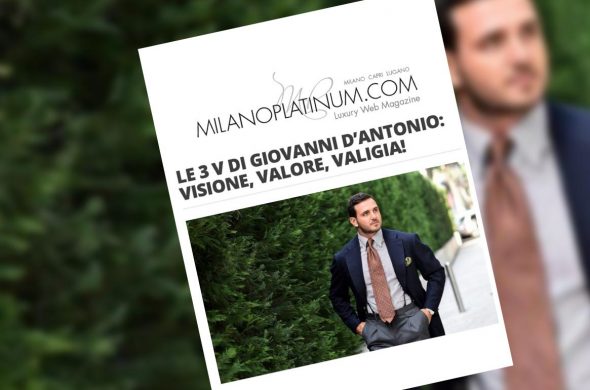 MILANO CAPRI LUGANO
MILANOPLATINUM.COM
Luxury Web Magazine
LE 3 V DI GIOVANNI D'ANTONIO:
VISIONE, VALORE, VALIGIA!